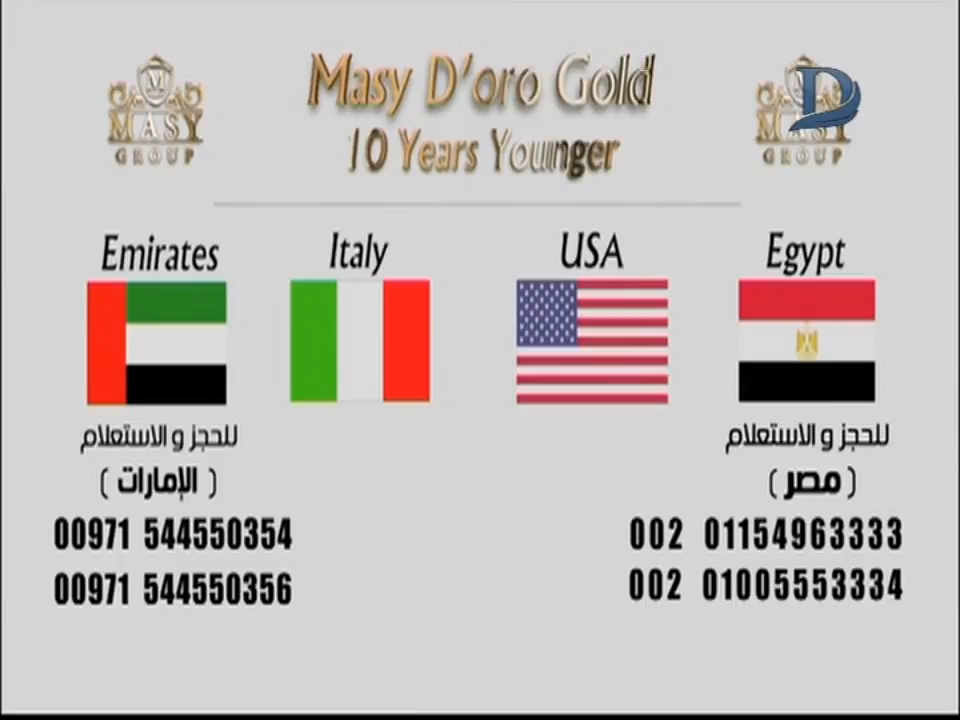 MASY
GROUP
Masy D'oro Gold
10 Years Younger
MASY
GROUP
D
Emirates
Italy
USA
Egypt
للحجز و الاستعلام
( الإمارات )
00971 544550354
00971 544550356
للحجز و الاستعلام
( مصر )
002 01154963333
002 01005553334